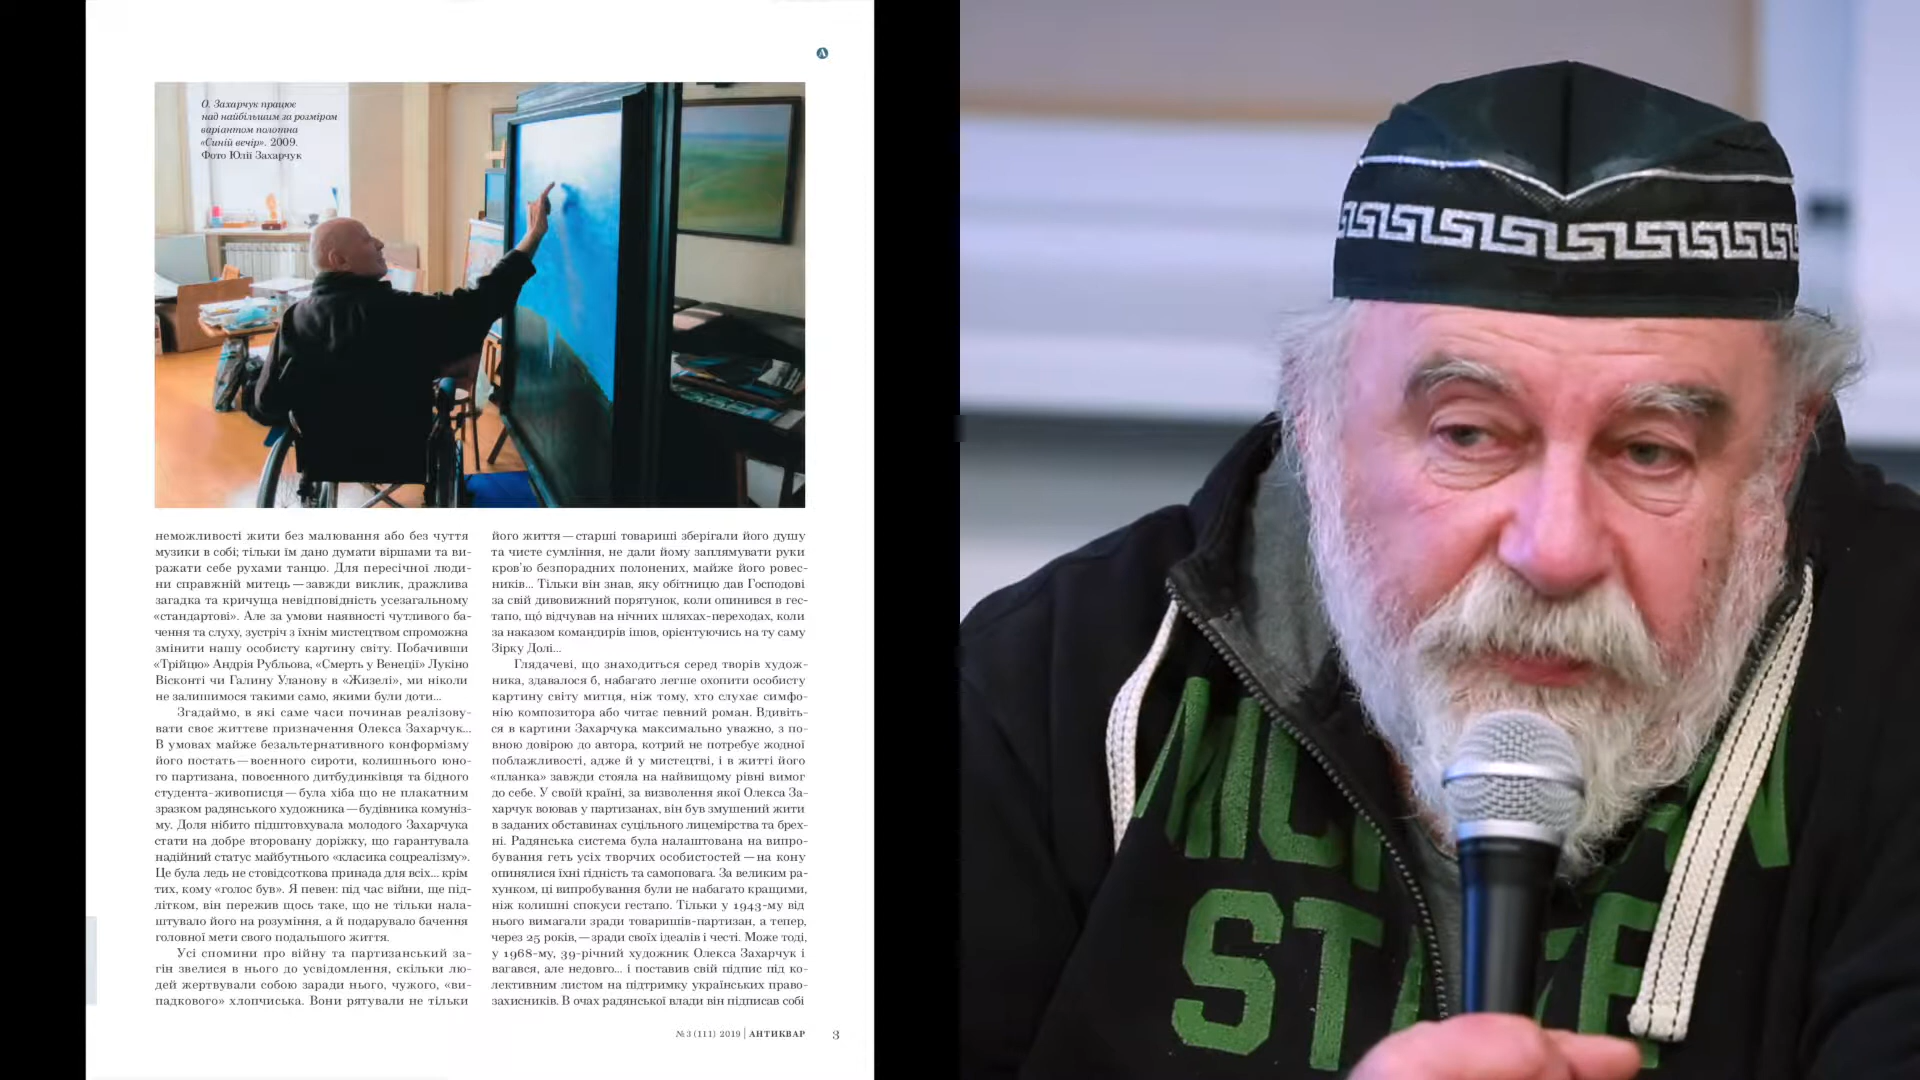 А
О. Захарчук працює
над найбільшим за розміром
варіантом полотна
«Синій вечір». 2009.
Фото Юлії Захарчук
неможливості жити без малювання або без чуття
музики в собі; тільки їм дано думати віршами та ви-
ражати себе рухами танцю. Для пересічної люди-
ни справжній митець — завжди виклик, дражлива
загадка та кричуща невідповідність усезагальному
«стандартові». Але за умови наявності чутливого ба-
чення та слуху, зустріч з їхнім мистецтвом спроможна
змінити нашу особисту картину світу. Побачивши
«Трійцю» Андрія Рубльова, «Смерть у Венеції» Лукіно
Вісконті чи Галину Уланову в «Жизелі», ми ніколи
не залишимося такими само, якими були доти...
Згадаймо, в які саме часи починав реалізову-
вати своє життєве призначення Олекса Захарчук...
В умовах майже безальтернативного конформізму
його постать — воєнного сироти, колишнього юно-
го партизана, повоєнного дитбудинківця та бідного
студента-живописця — була хіба що не плакатним
зразком радянського художника — будівника комуніз-
му. Доля нібито підштовхувала молодого Захарчука
стати на добре второвану доріжку, що гарантувала
надійний статус майбутнього «класика соцреалізму».
Це була ледь не стовідсоткова принада для всіх... крім
тих, кому «голос був». Я певен: під час війни, ще під-
літком, він пережив щось таке, що не тільки нала-
штувало його на розуміння, а й подарувало бачення
головної мети свого подальшого життя.
Усі спомини про війну та партизанський за-
гін звелися в нього до усвідомлення, скільки лю-
дей жертвували собою заради нього, чужого, «ви-
падкового» хлопчиська. Вони рятували не тільки
його життя — старші товариші зберігали його душу
та чисте сумління, не дали йому заплямувати руки
кров’ю безпорадних полонених, майже його ровес-
ників... Тільки він знав, яку обітницю дав Господові
за свій дивовижний порятунок, коли опинився в гес-
тапо, що́ відчував на нічних шляхах-переходах, коли
за наказом командирів ішов, орієнтуючись на ту саму
Зірку Долі...
Глядачеві, що знаходиться серед творів худож-
ника, здавалося б, набагато легше охопити особисту
картину світу митця, ніж тому, хто слухає симфо-
нію композитора або читає певний роман. Вдивіть-
ся в картини Захарчука максимально уважно, з по-
вною довірою до автора, котрий не потребує жодної
поблажливості, адже й у мистецтві, і в житті його
«планка» завжди стояла на найвищому рівні вимог
до себе. У своїй країні, за визволення якої Олекса За-
харчук воював у партизанах, він був змушений жити
в заданих обставинах суцільного лицемірства та брех-
ні. Радянська система була налаштована на випро-
бування геть усіх творчих особистостей — на кону
опинялися їхні гідність та самоповага. За великим ра-
хунком, ці випробування були не набагато кращими,
ніж колишні спокуси гестапо. Тільки у 1943-му від
нього вимагали зради товаришів-партизан, а тепер,
через 25 років, — зради своїх ідеалів і честі. Може тоді,
у 1968-му, 39-річний художник Олекса Захарчук і
вагався, але недовго... і поставив свій підпис під ко-
лективним листом на підтримку українських право-
захисників. В очах радянської влади він підписав собі
№ 3 (111) 2019 | АНТИКВАР 3